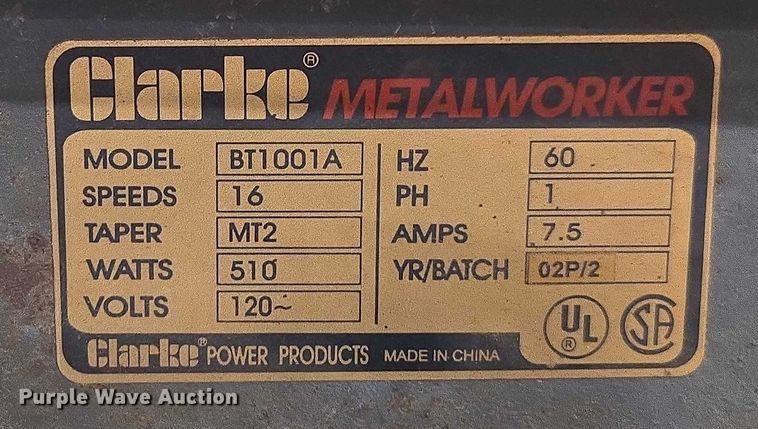 Clarke® METALWORKER
MODEL BT1001A
SPEEDS 16
TAPER MT2
WATTS 510
VOLTS 120~
HZ 60
PH 1
AMPS 7.5
YR/BATCH 02P/2
UL ® SA
Clarke® POWER PRODUCTS MADE IN CHINA
Purple Wave Auction